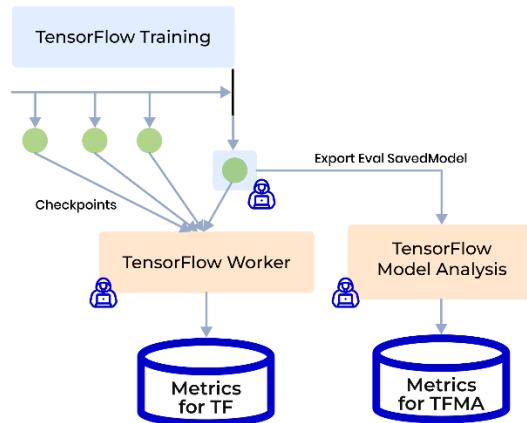 TensorFlow Training
Export Eval SavedModel
Checkpoints
TensorFlow Worker
TensorFlow
Model Analysis
Metrics
for TF
Metrics
for TFMA